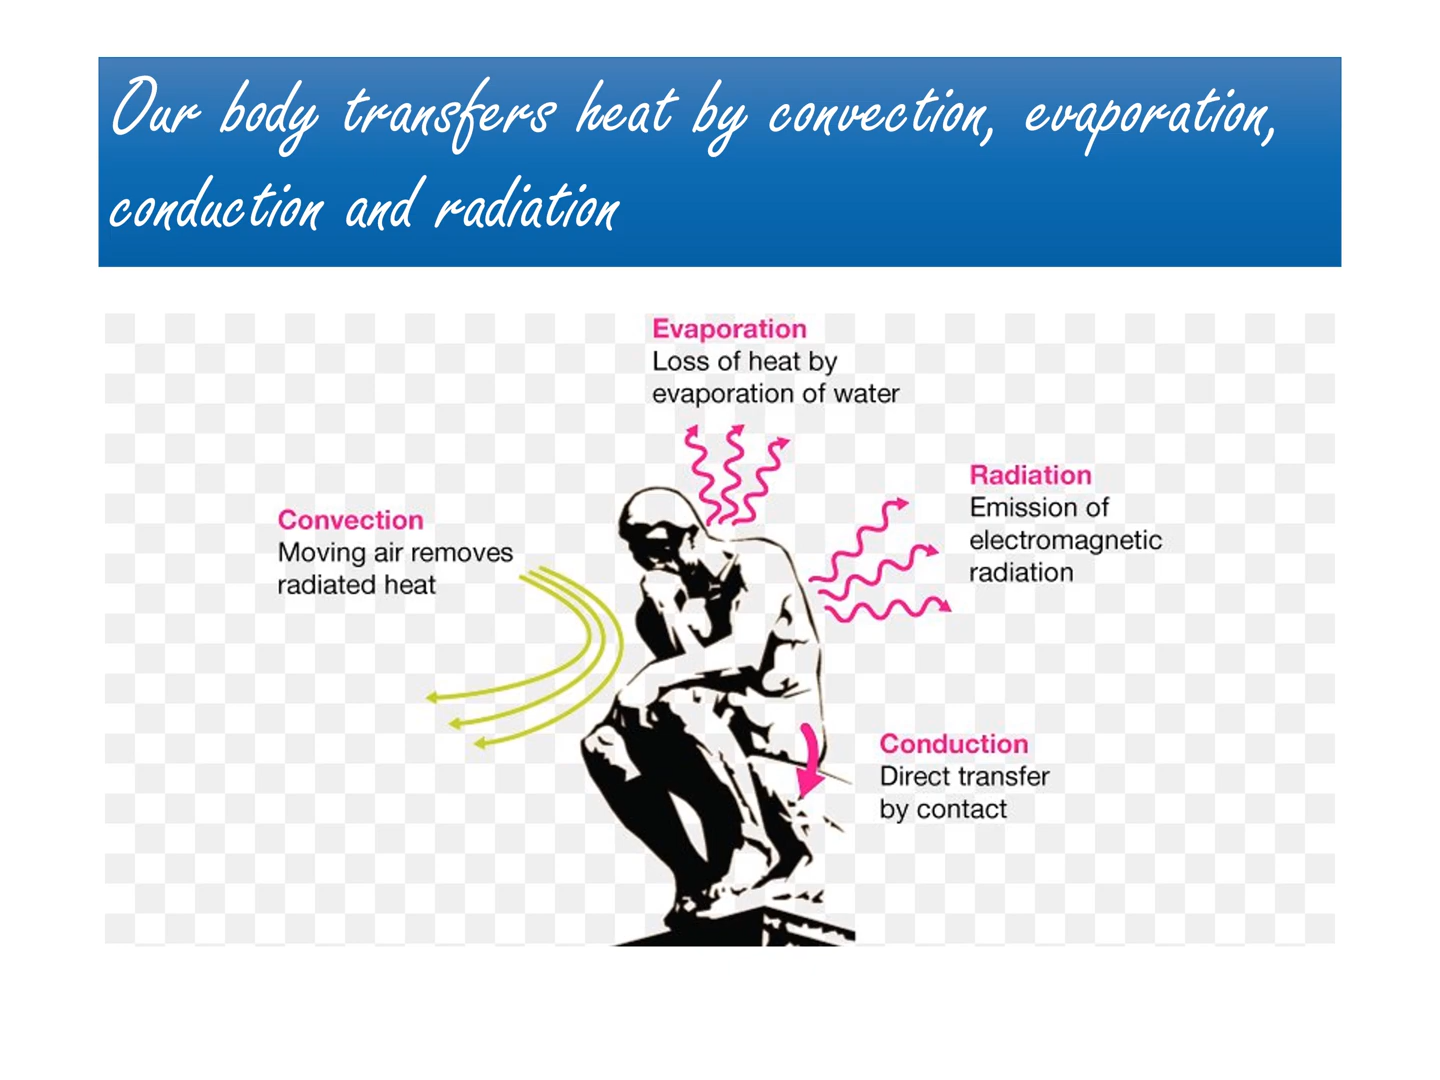 Our body transfers heat by convection, evaporation,
conduction and radiation
Evaporation
Loss of heat by
evaporation of water
Radiation
Emission of
electromagnetic
radiation
Convection
Moving air removes
radiated heat
Conduction
Direct transfer
by contact